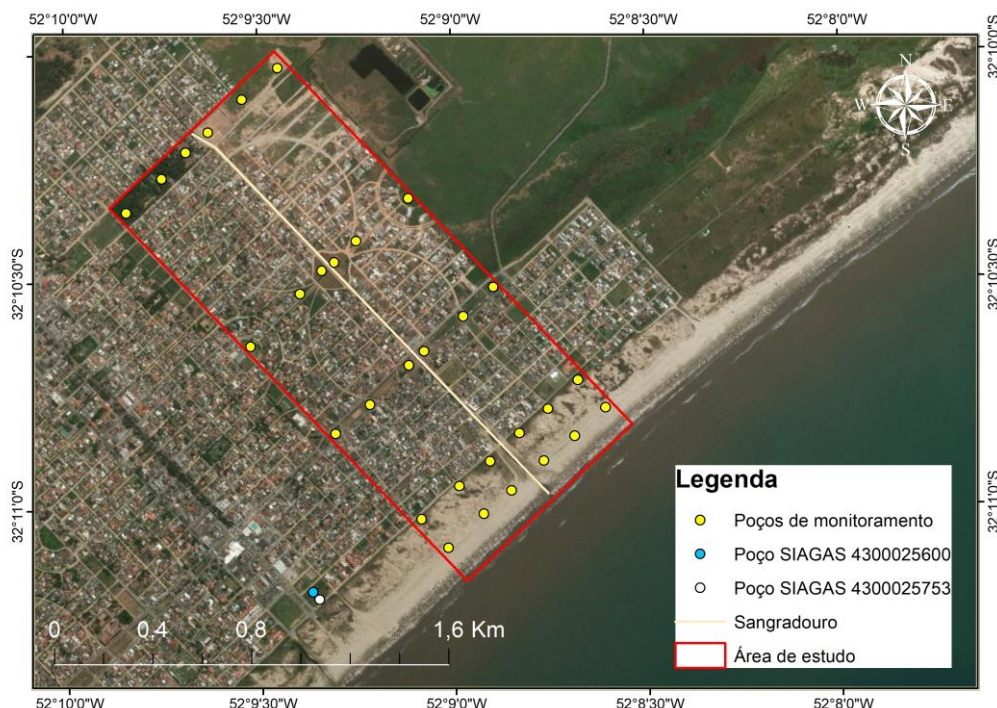 52°10'0"W 52°9'30"W 52°9'0"W 52°8'30"W 52°8'0"W
32°10'0"S
N
W E
S
32°10'30"S 32°10'30"S
32°11'0"S 32°11'0"S
Legenda
Poços de monitoramento
Poço SIAGAS 4300025600
Poço SIAGAS 4300025753
Sangradouro
Área de estudo
0 0.4 0,8 1,6 Km
52°10'0"W 52°9'30"W 52°9'0"W 52°8'30"W 52°8'0"W